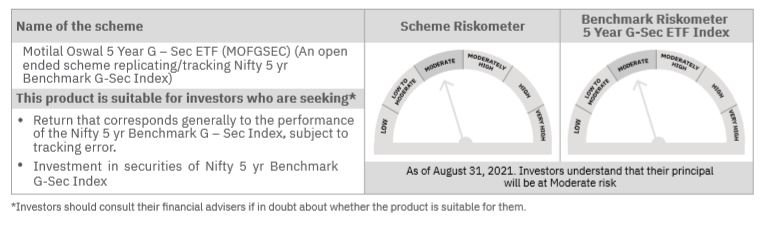 Name of the scheme
Scheme Riskometer
Benchmark Riskometer
5 Year G-Sec ETF Index
Motilal Oswal 5 Year G – Sec ETF (MOFGSEC) (An open
ended scheme replicating/tracking Nifty 5 yr
Benchmark G-Sec Index)
This product is suitable for investors who are seeking*
• Return that corresponds generally to the performance
of the Nifty 5 yr Benchmark G – Sec Index, subject to
tracking error.
• Investment in securities of Nifty 5 yr Benchmark
G-Sec Index
LOW
LOW TO
MODERATE
MODERATE
MODERATELY
HIGH
HIGH
VERY HIGH
LOW
LOW TO
MODERATE
MODERATE
MODERATELY
HIGH
HIGH
VERY HIGH
As of August 31, 2021. Investors understand that their principal
will be at Moderate risk
*Investors should consult their financial advisers if in doubt about whether the product is suitable for them.